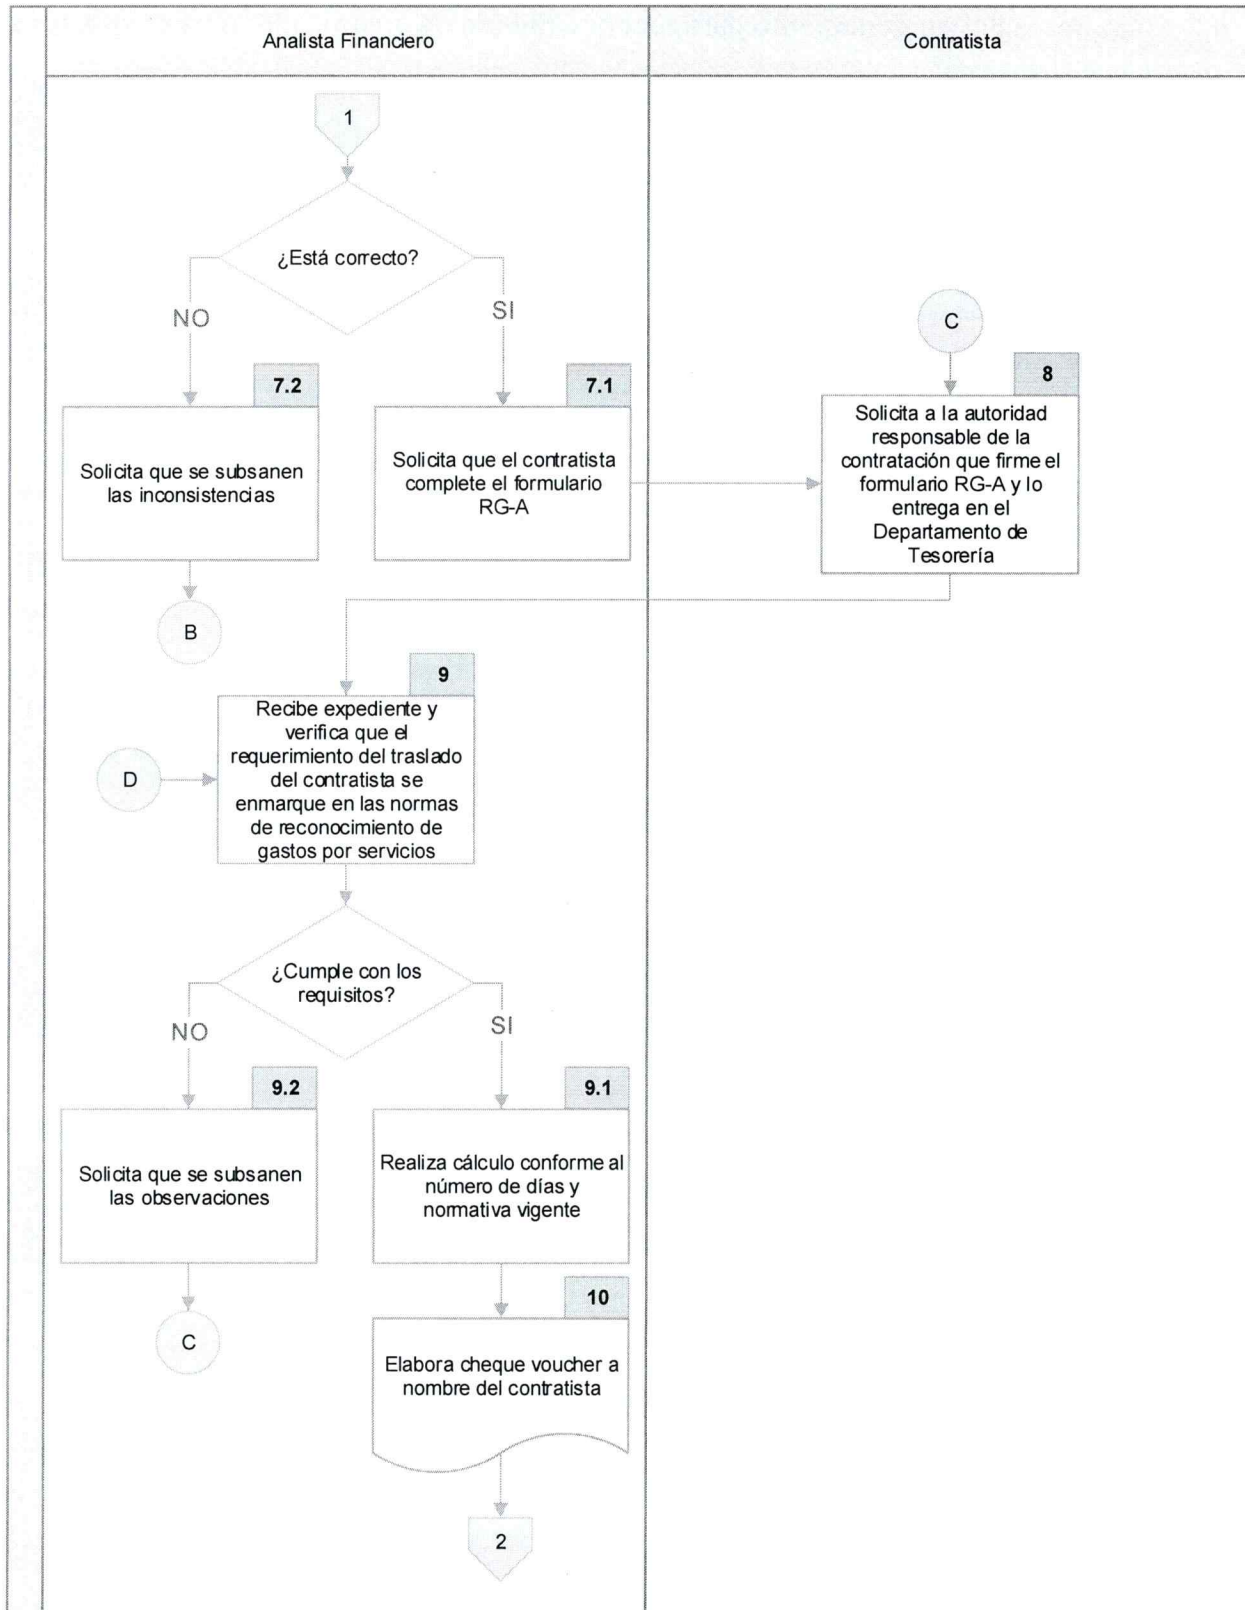 Analista Financiero
Contratista
1
¿Está correcto?
NO
SI
C
7.2
7.1
8
Solicita que se subsanen
las inconsistencias
Solicita que el contratista
complete el formulario
RG-A
Solicita a la autoridad
responsable de la
contratación que firme el
formulario RG-A y lo
entrega en el
Departamento de
Tesorería
B
9
Recibe expediente y
verifica que el
requerimiento del traslado
del contratista se
enmarque en las normas
de reconocimiento de
gastos por servicios
D
¿Cumple con los
requisitos?
NO
SI
9.2
9.1
Solicita que se subsanen
las observaciones
Realiza cálculo conforme al
número de días y
normativa vigente
C
10
Elabora cheque voucher a
nombre del contratista
2